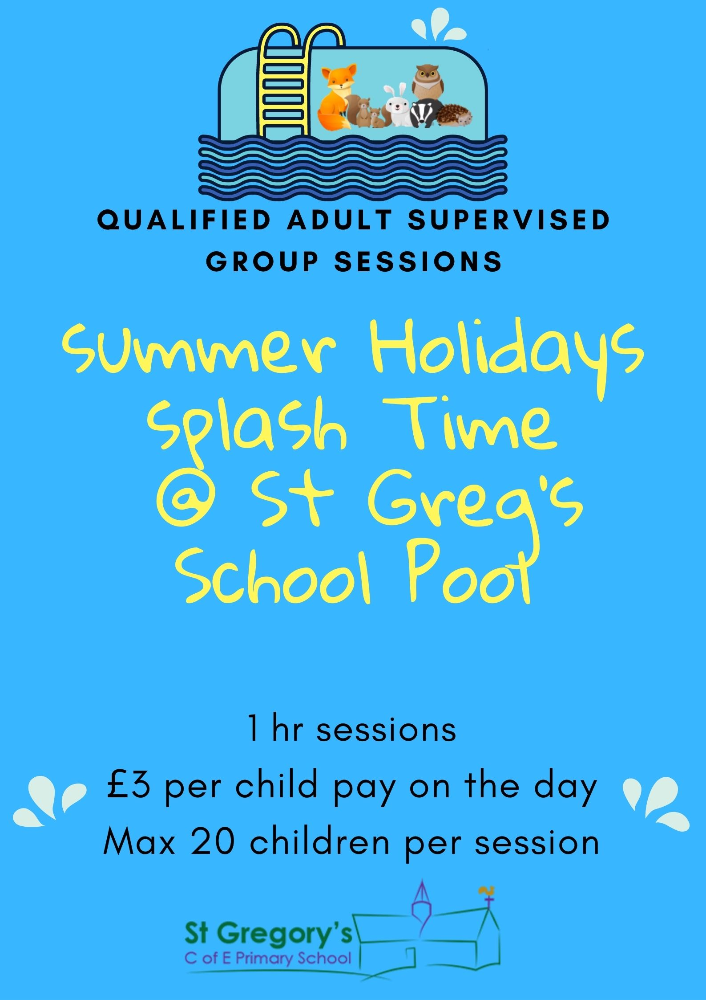 QUALIFIED ADULT SUPERVISED
GROUP SESSIONS
Summer Holidays
Splash Time
@ St Greg's
School Pool
1 hr sessions
£3 per child pay on the day
Max 20 children per session
St Gregory's
C of E Primary School